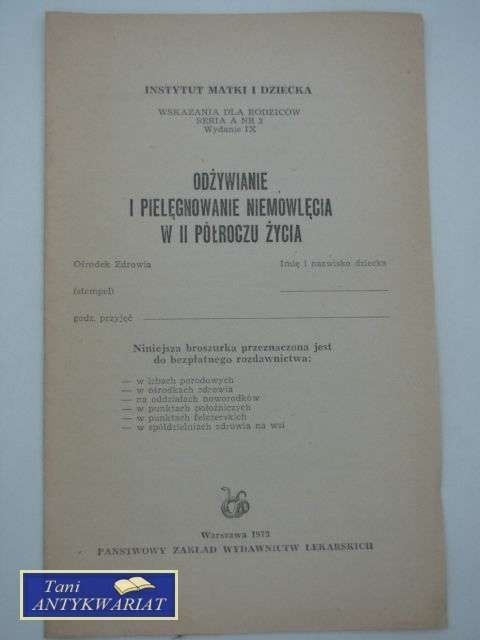 INSTYTUT MATKI I DZIECKA
WSKAZANIA DLA RODZICÓW
SERIA A NR 2
Wydanie IX
ODŻYWIANIE
I PIELĘGNOWANIE NIEMOWLĘCIA
W II PÓŁROCZU ŻYCIA
Ośrodek Zdrowia
Imię i nazwisko dziecka
(stempel)
godz. przyjęć
Niniejsza broszurka przeznaczona jest
do bezpłatnego rozdawnictwa:
— w izbach porodowych
— w ośrodkach zdrowia
— na oddziałach noworodków
— w punktach położniczych
— w punktach felczerskich
— w spółdzielniach zdrowia na wsi
Warszawa 1973
PAŃSTWOWY ZAKŁAD WYDAWNICTW LEKARSKICH
Tani
ANTYKWARIAT